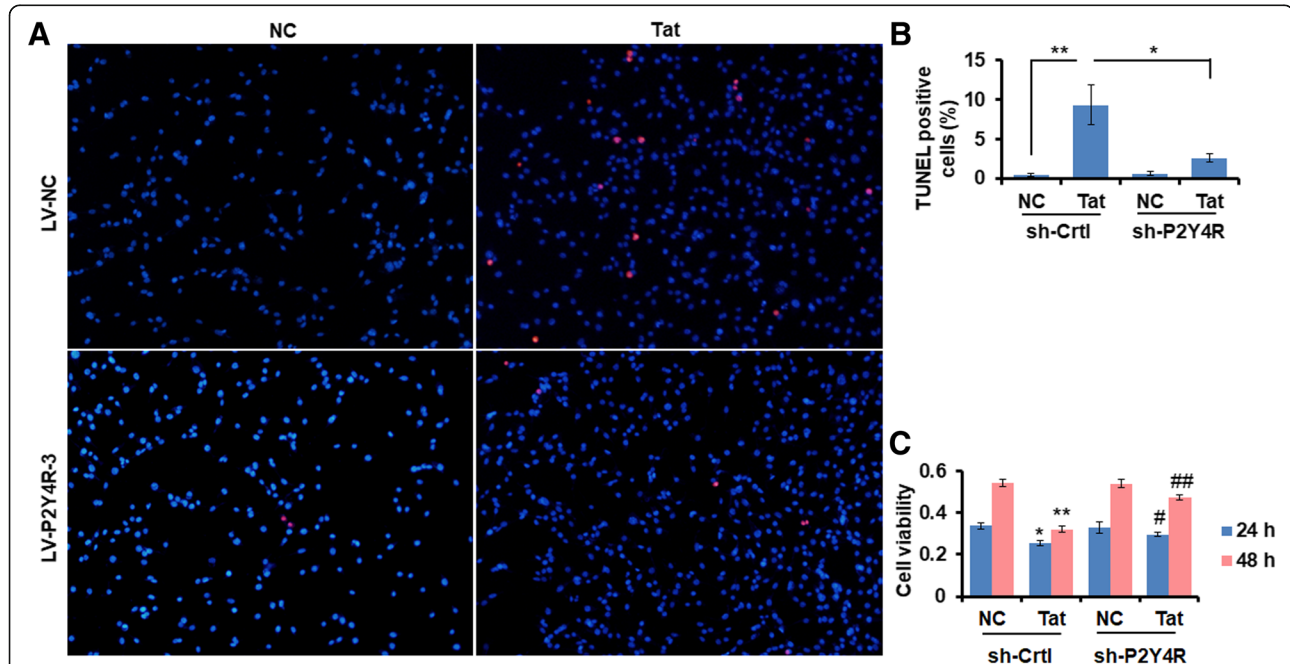 A
NC
Tat
LV-NC
LV-P2Y4R-3
B
TUNEL positive
cells (%)
15
10
5
0
**
*
NC Tat NC Tat
sh-Crtl sh-P2Y4R
C
Cell viability
0.6
0.4
0.2
0
*
**
#
##
24 h
48 h
NC Tat NC Tat
sh-Crtl sh-P2Y4R